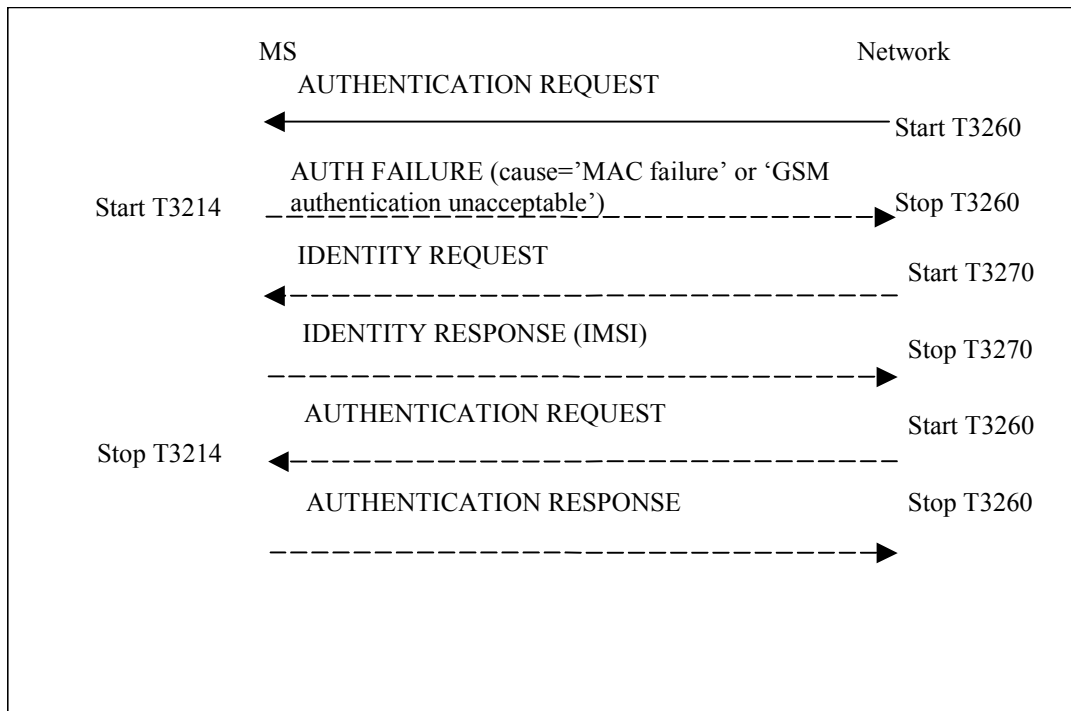 MS Network
AUTHENTICATION REQUEST
Start T3260
AUTH FAILURE (cause=’MAC failure’ or ‘GSM
authentication unacceptable’)
Start T3214
Stop T3260
IDENTITY REQUEST
Start T3270
IDENTITY RESPONSE (IMSI)
Stop T3270
AUTHENTICATION REQUEST
Start T3260
Stop T3214
AUTHENTICATION RESPONSE
Stop T3260